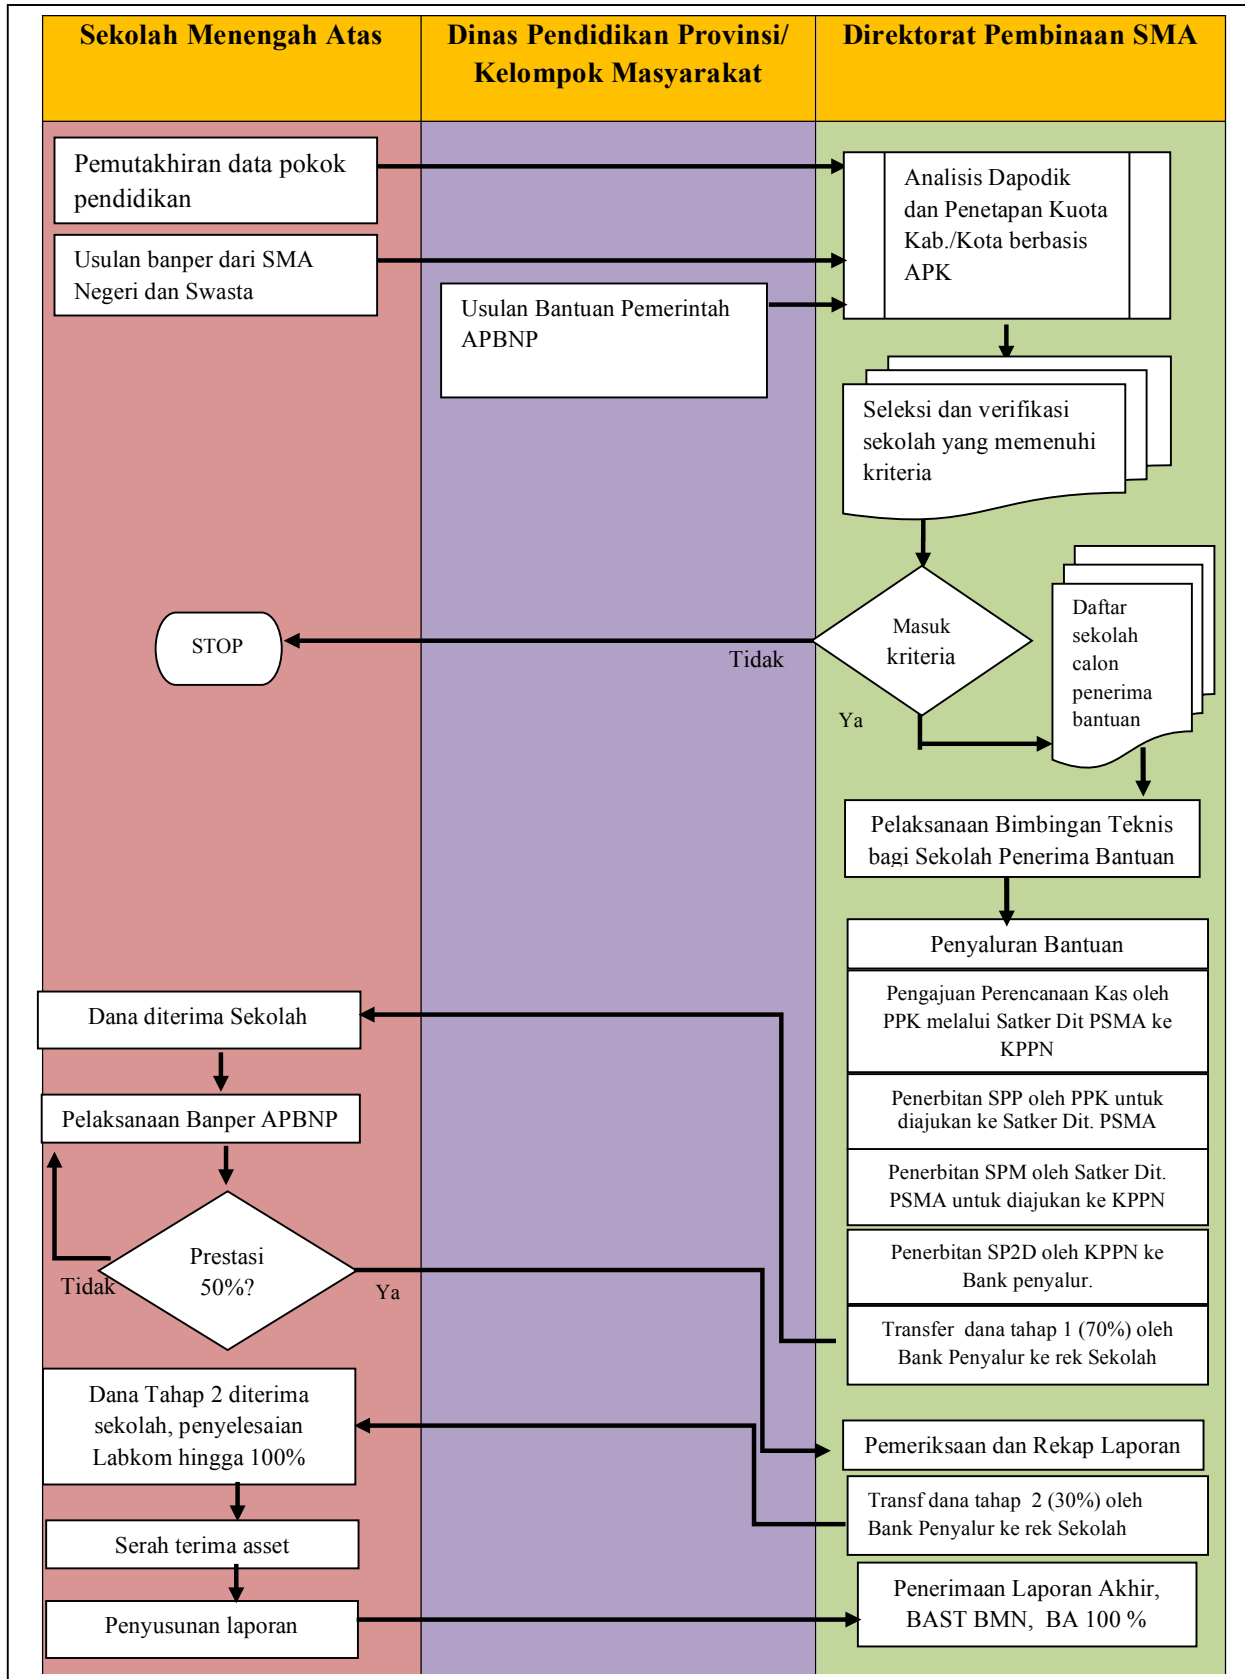 Sekolah Menengah Atas
Dinas Pendidikan Provinsi/
Kelompok Masyarakat
Direktorat Pembinaan SMA
Pemutakhiran data pokok
pendidikan
Analisis Dapodik
dan Penetapan Kuota
Kab./Kota berbasis
APK
Usulan banper dari SMA
Negeri dan Swasta
Usulan Bantuan Pemerintah
APBNP
Seleksi dan verifikasi
sekolah yang memenuhi
kriteria
Masuk
kriteria
Tidak
STOP
Ya
Daftar
sekolah
calon
penerima
bantuan
Pelaksanaan Bimbingan Teknis
bagi Sekolah Penerima Bantuan
Penyaluran Bantuan
Pengajuan Perencanaan Kas oleh
PPK melalui Satker Dit PSMA ke
KPPN
Penerbitan SPP oleh PPK untuk
diajukan ke Satker Dit. PSMA
Penerbitan SPM oleh Satker Dit.
PSMA untuk diajukan ke KPPN
Penerbitan SP2D oleh KPPN ke
Bank penyalur.
Transfer  dana tahap 1 (70%) oleh
Bank Penyalur ke rek Sekolah
Dana diterima Sekolah
Pelaksanaan Banper APBNP
Prestasi
50%?
Tidak
Ya
Pemeriksaan dan Rekap Laporan
Transf dana tahap  2 (30%) oleh
Bank Penyalur ke rek Sekolah
Dana Tahap 2 diterima
sekolah, penyelesaian
Labkom hingga 100%
Serah terima asset
Penyusunan laporan
Penerimaan Laporan Akhir,
BAST BMN,  BA 100 %